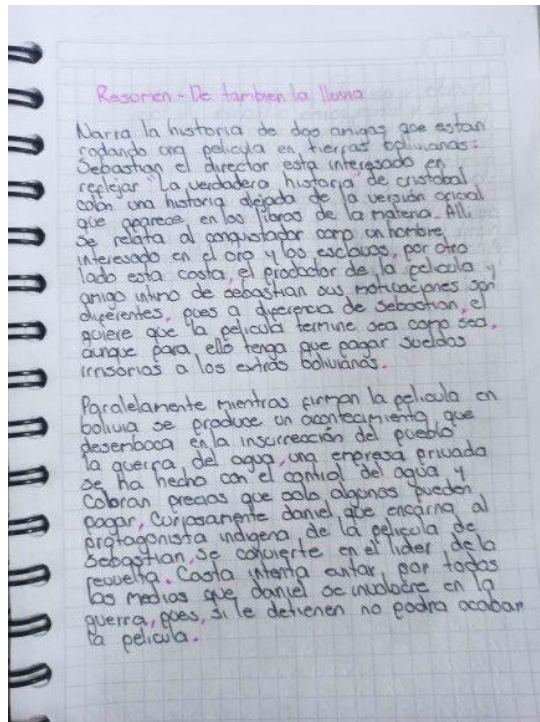 Resumen - De tambien la lluvia
Narra la historia de dos amigos que estan
rodando una pelicula en tierras bolivianas:
Sebastian el director esta interesado en
reflejar "La verdadera historia" de cristobal
colon una historia alejada de la versión oficial
que aparece en los libros de la materia. Alli
se relata al conquistador como un hombre
interesado en el oro y los esclavos, por otro
lado esta costa, el productor de la pelicula y
amigo intimo de sebastian sus motivaciones son
diferentes, pues a diferencia de sebastian, el
quiere que la pelicula termine sea como sea,
aunque para ello tenga que pagar sueldos
irrisorios a los extras bolivianos.
Paralelamente mientras firman la pelicula en
bolivia se produce un acontecimiento que
desemboca en la insurreación del pueblo
la guerra del agua, una empresa privada
se ha hecho con el control del agua y
Cobran precios que solo algunos pueden
pagar, Curiosamente daniel que encarna al
protagonista indigena de la pelicula de
Sebastian, se convierte en el lider de la
revuelta. Costa intenta evitar, por todos
los medios que daniel se involucre en la
guerra, pues, si le detienen no podra acabar
la pelicula.